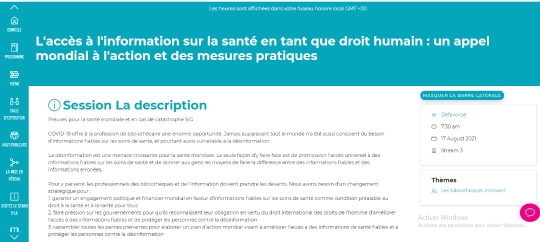 Les heures sont affichées dans votre fuseau horaire local GMT +00
DOMICILE
PROGRAMME
THÈME
SALLE
D'EXPOSITION
HAUT-PARLEURS
LA MISE EN
RÉSEAU
L'accès à l'information sur la santé en tant que droit humain : un appel
mondial à l'action et des mesures pratiques
Session La description
Preuves pour la santé mondiale et en cas de catastrophe SIG
COVID-19 offre à la profession de bibliothécaire une énorme opportunité. Jamais auparavant tout le monde n'a été aussi conscient du besoin
d'informations fiables sur les soins de santé, et pourtant aussi vulnérable à la désinformation.
La désinformation est une menace croissante pour la santé mondiale. La seule façon d'y faire face est de promouvoir l'accès universel à des
informations fiables sur les soins de santé et de donner aux gens les moyens de faire la différence entre des informations fiables et des
informations erronées.
Pour y parvenir, les professionnels des bibliothèques et de l'information doivent prendre les devants. Nous avons besoin d'un changement
stratégique pour :
1. garantir un engagement politique et financier mondial en faveur d'informations fiables sur les soins de santé comme condition préalable au
droit à la santé et à la santé pour tous
2. faire pression sur les gouvernements pour qu'ils reconnaissent leur obligation en vertu du droit international des droits de l'homme d'améliorer
l'accès à des informations fiables et de protéger les personnes contre la désinformation
3. rassembler toutes les parties prenantes pour élaborer un plan d'action mondial visant à améliorer l'accès à des informations de santé fiables et à
protéger les personnes contre la désinformation
MASQUER LA BARRE LATÉRALE
Défavorisé
7:30 am
17 August 2021
Stream 3
Thèmes
Les bibliothèques innovent
Activer Windows
Accédez aux paramètres pour activer Windows.